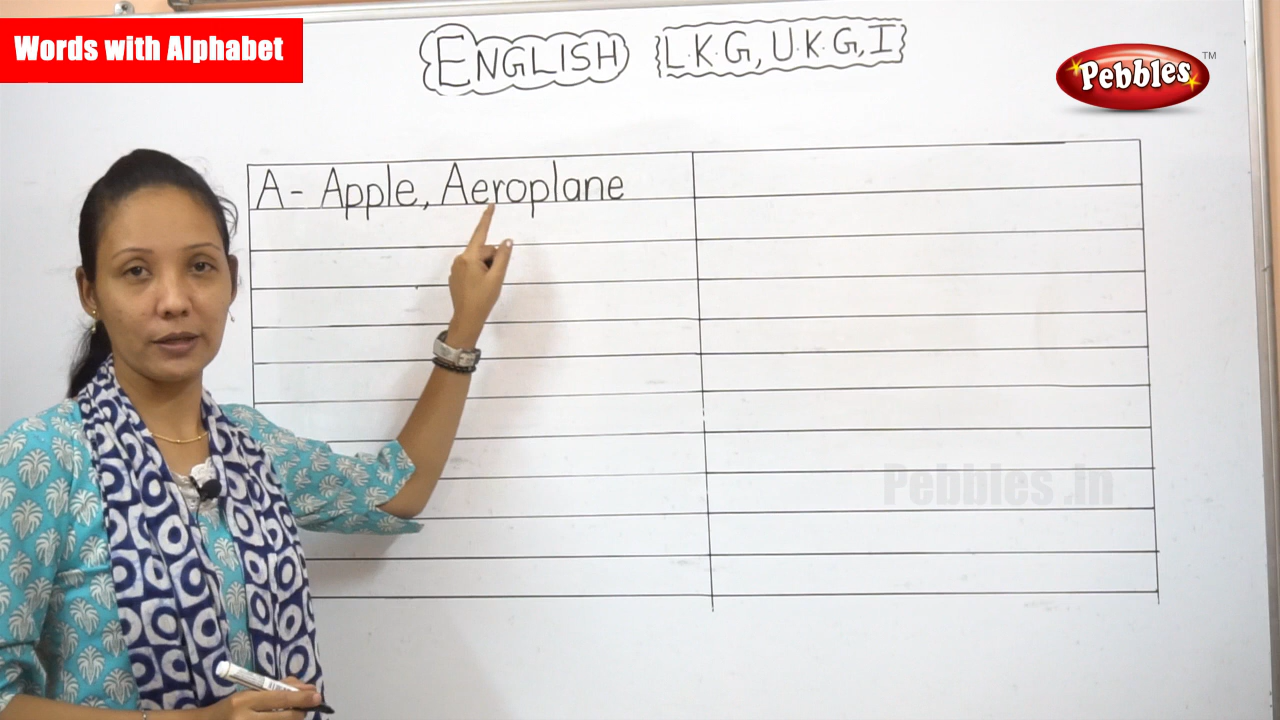 Words with Alphabet
ENGLISH L.K.G, U.K.G, I
Pebbles TM
A- Apple, Aeroplane
Pebbles .in